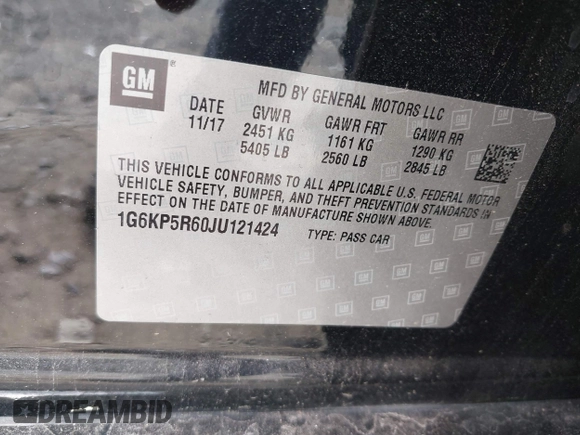 GM
MFD BY GENERAL MOTORS LLC
DATE GVWR GAWR FRT GAWR RR
11/17 2451 KG 1161 KG 1290 KG
5405 LB 2560 LB 2845 LB
THIS VEHICLE CONFORMS TO ALL APPLICABLE U.S. FEDERAL MOTOR
VEHICLE SAFETY, BUMPER, AND THEFT PREVENTION STANDARDS IN
EFFECT ON THE DATE OF MANUFACTURE SHOWN ABOVE.
1G6KP5R60JU121424 TYPE: PASS CAR
DREAMBID